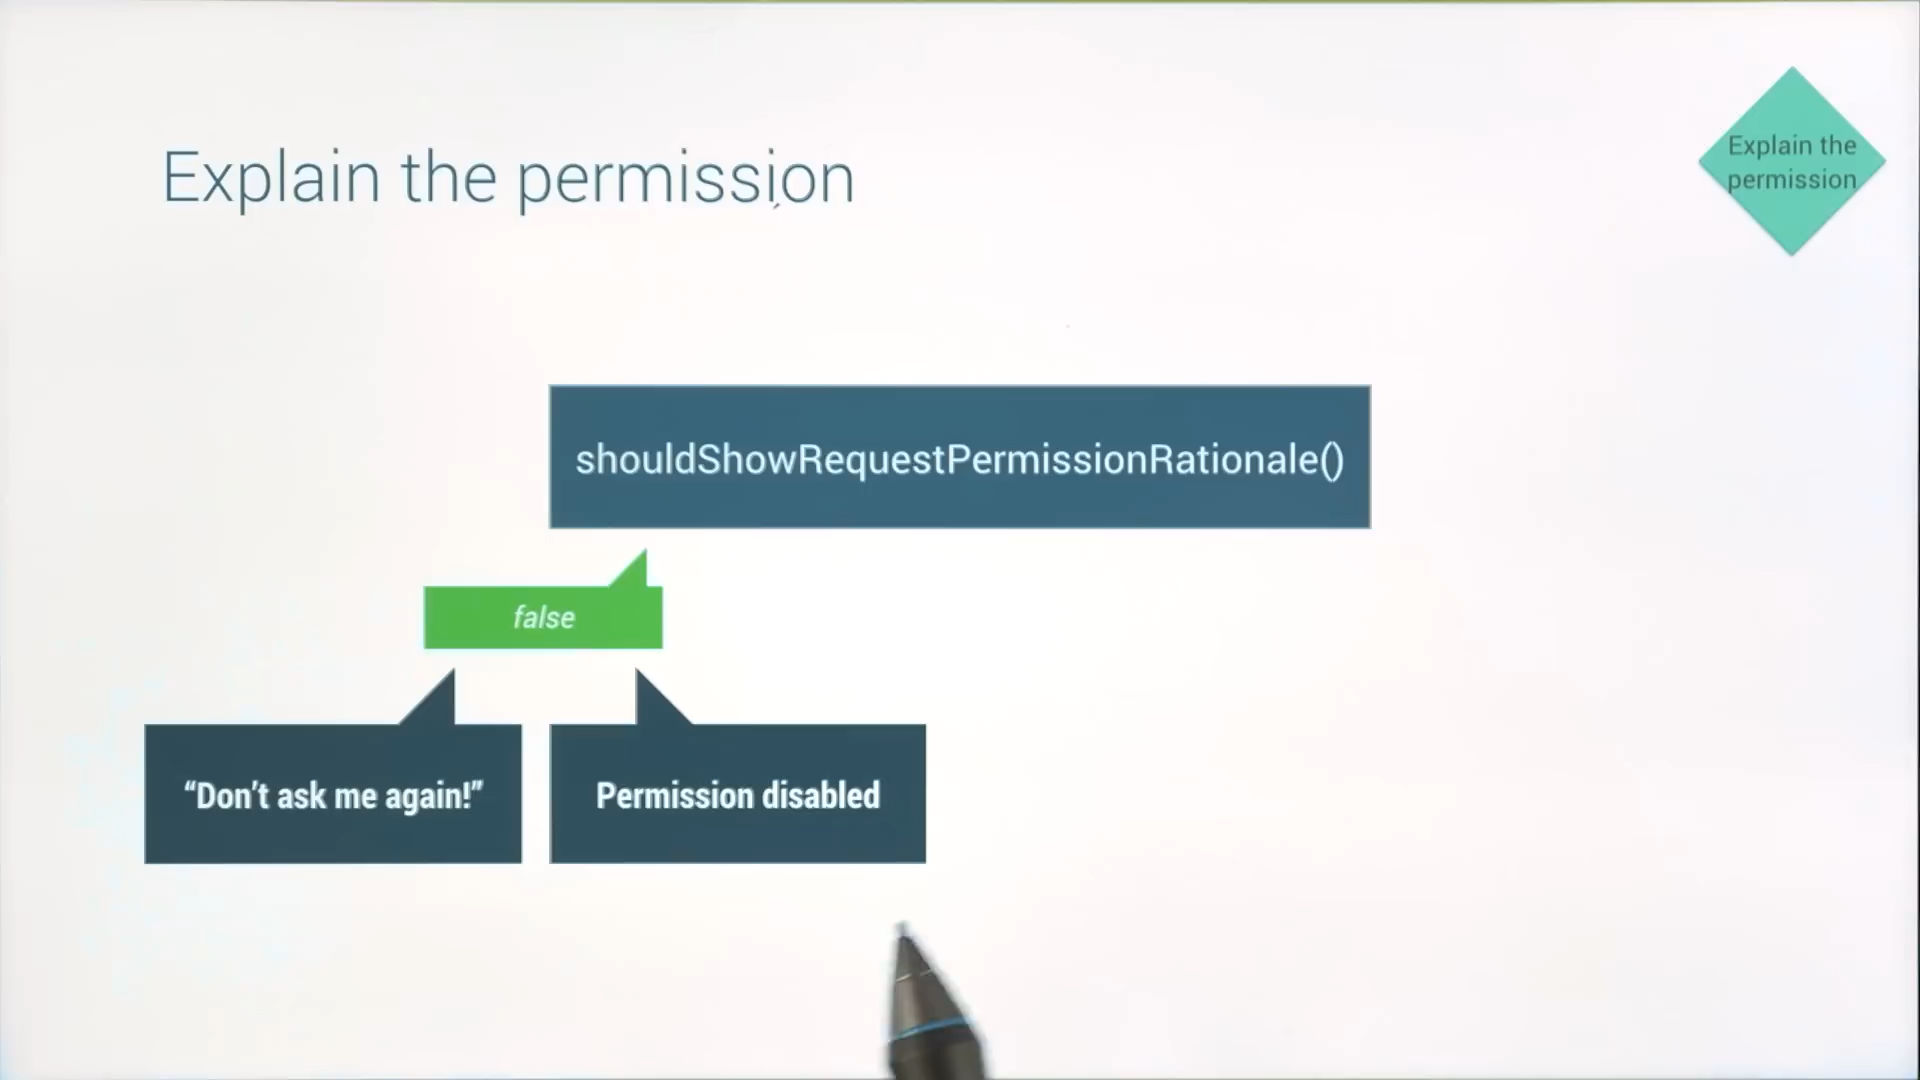 Explain the permission
Explain the
permission
shouldShowRequestPermissionRationale()
false
“Don’t ask me again!”
Permission disabled